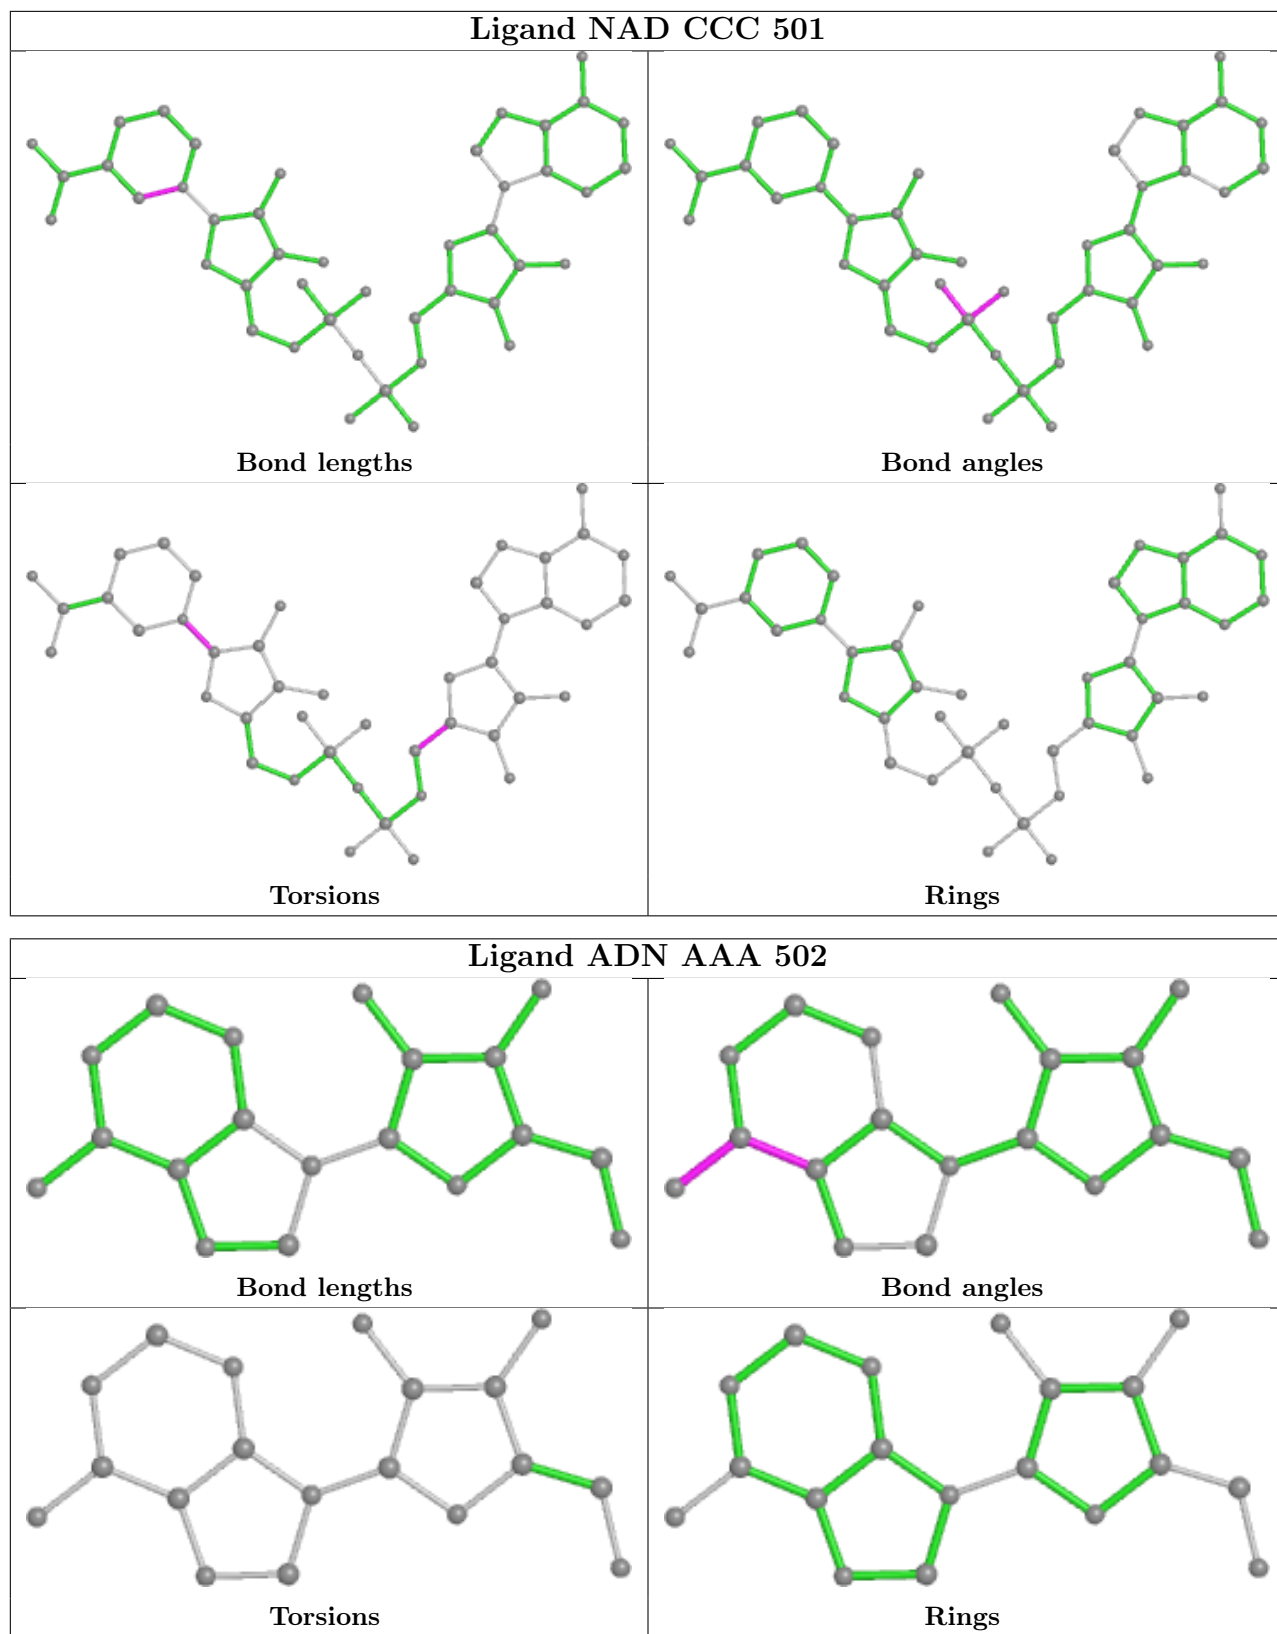 Ligand NAD CCC 501
Bond lengths
Bond angles
Torsions
Rings
Ligand ADN AAA 502
Bond lengths
Bond angles
Torsions
Rings